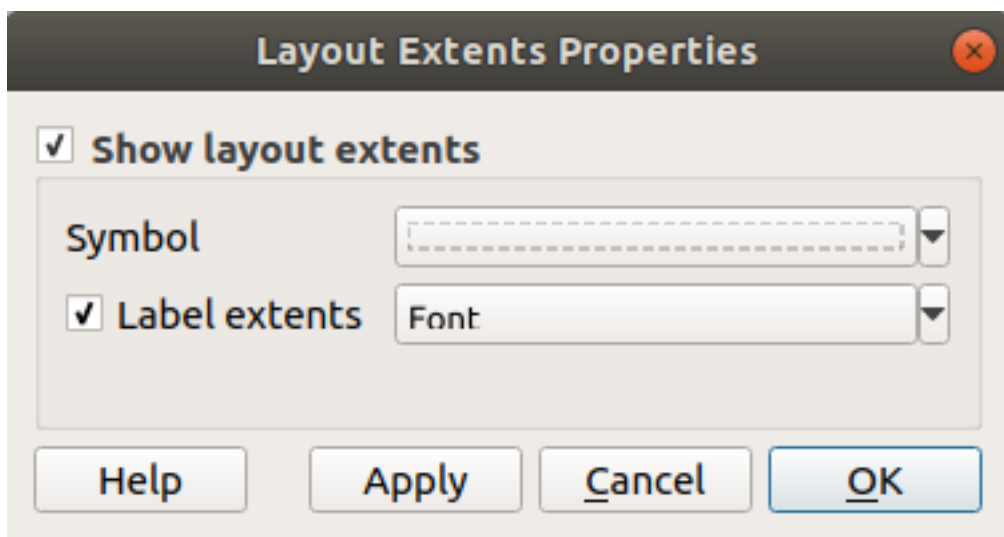 Layout Extents Properties
Show layout extents
Symbol
Label extents Font
Help Apply Cancel OK